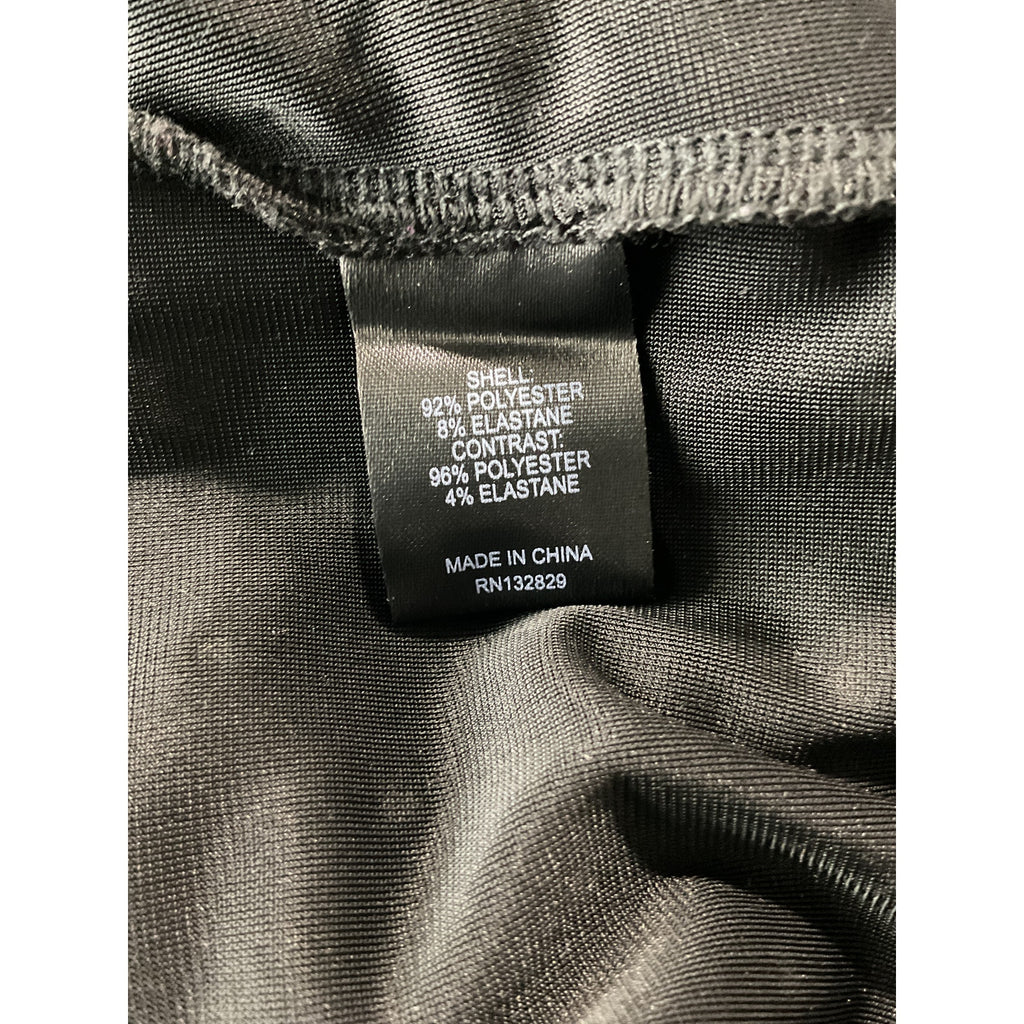 SHELL:
92% POLYESTER
8% ELASTANE
CONTRAST:
96% POLYESTER
4% ELASTANE
MADE IN CHINA
RN132829